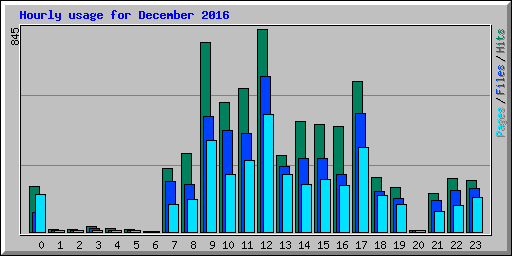 Hourly usage for December 2016
845
Pages / Files / Hits
0 1 2 3 4 5 6 7 8 9 10 11 12 13 14 15 16 17 18 19 20 21 22 23